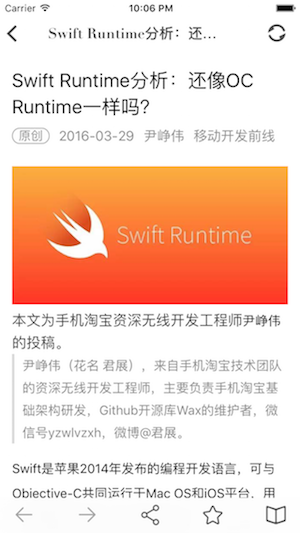 Carrier 10:06 PM
Swift Runtime分析：还...
Swift Runtime分析：还像OC
Runtime一样吗?
原创 2016-03-29 尹峥伟 移动开发前线
Swift Runtime
本文为手机淘宝资深无线开发工程师尹峥伟
的投稿。
尹峥伟（花名 君展），来自手机淘宝技术团队
的资深无线开发工程师，主要负责手机淘宝基
础架构研发，Github开源库Wax的维护者，微
信号yzwlvzxh，微博@君展。
Swift是苹果2014年发布的编程开发语言，可与
Objective-C共同运行于Mac OS和iOS平台，用